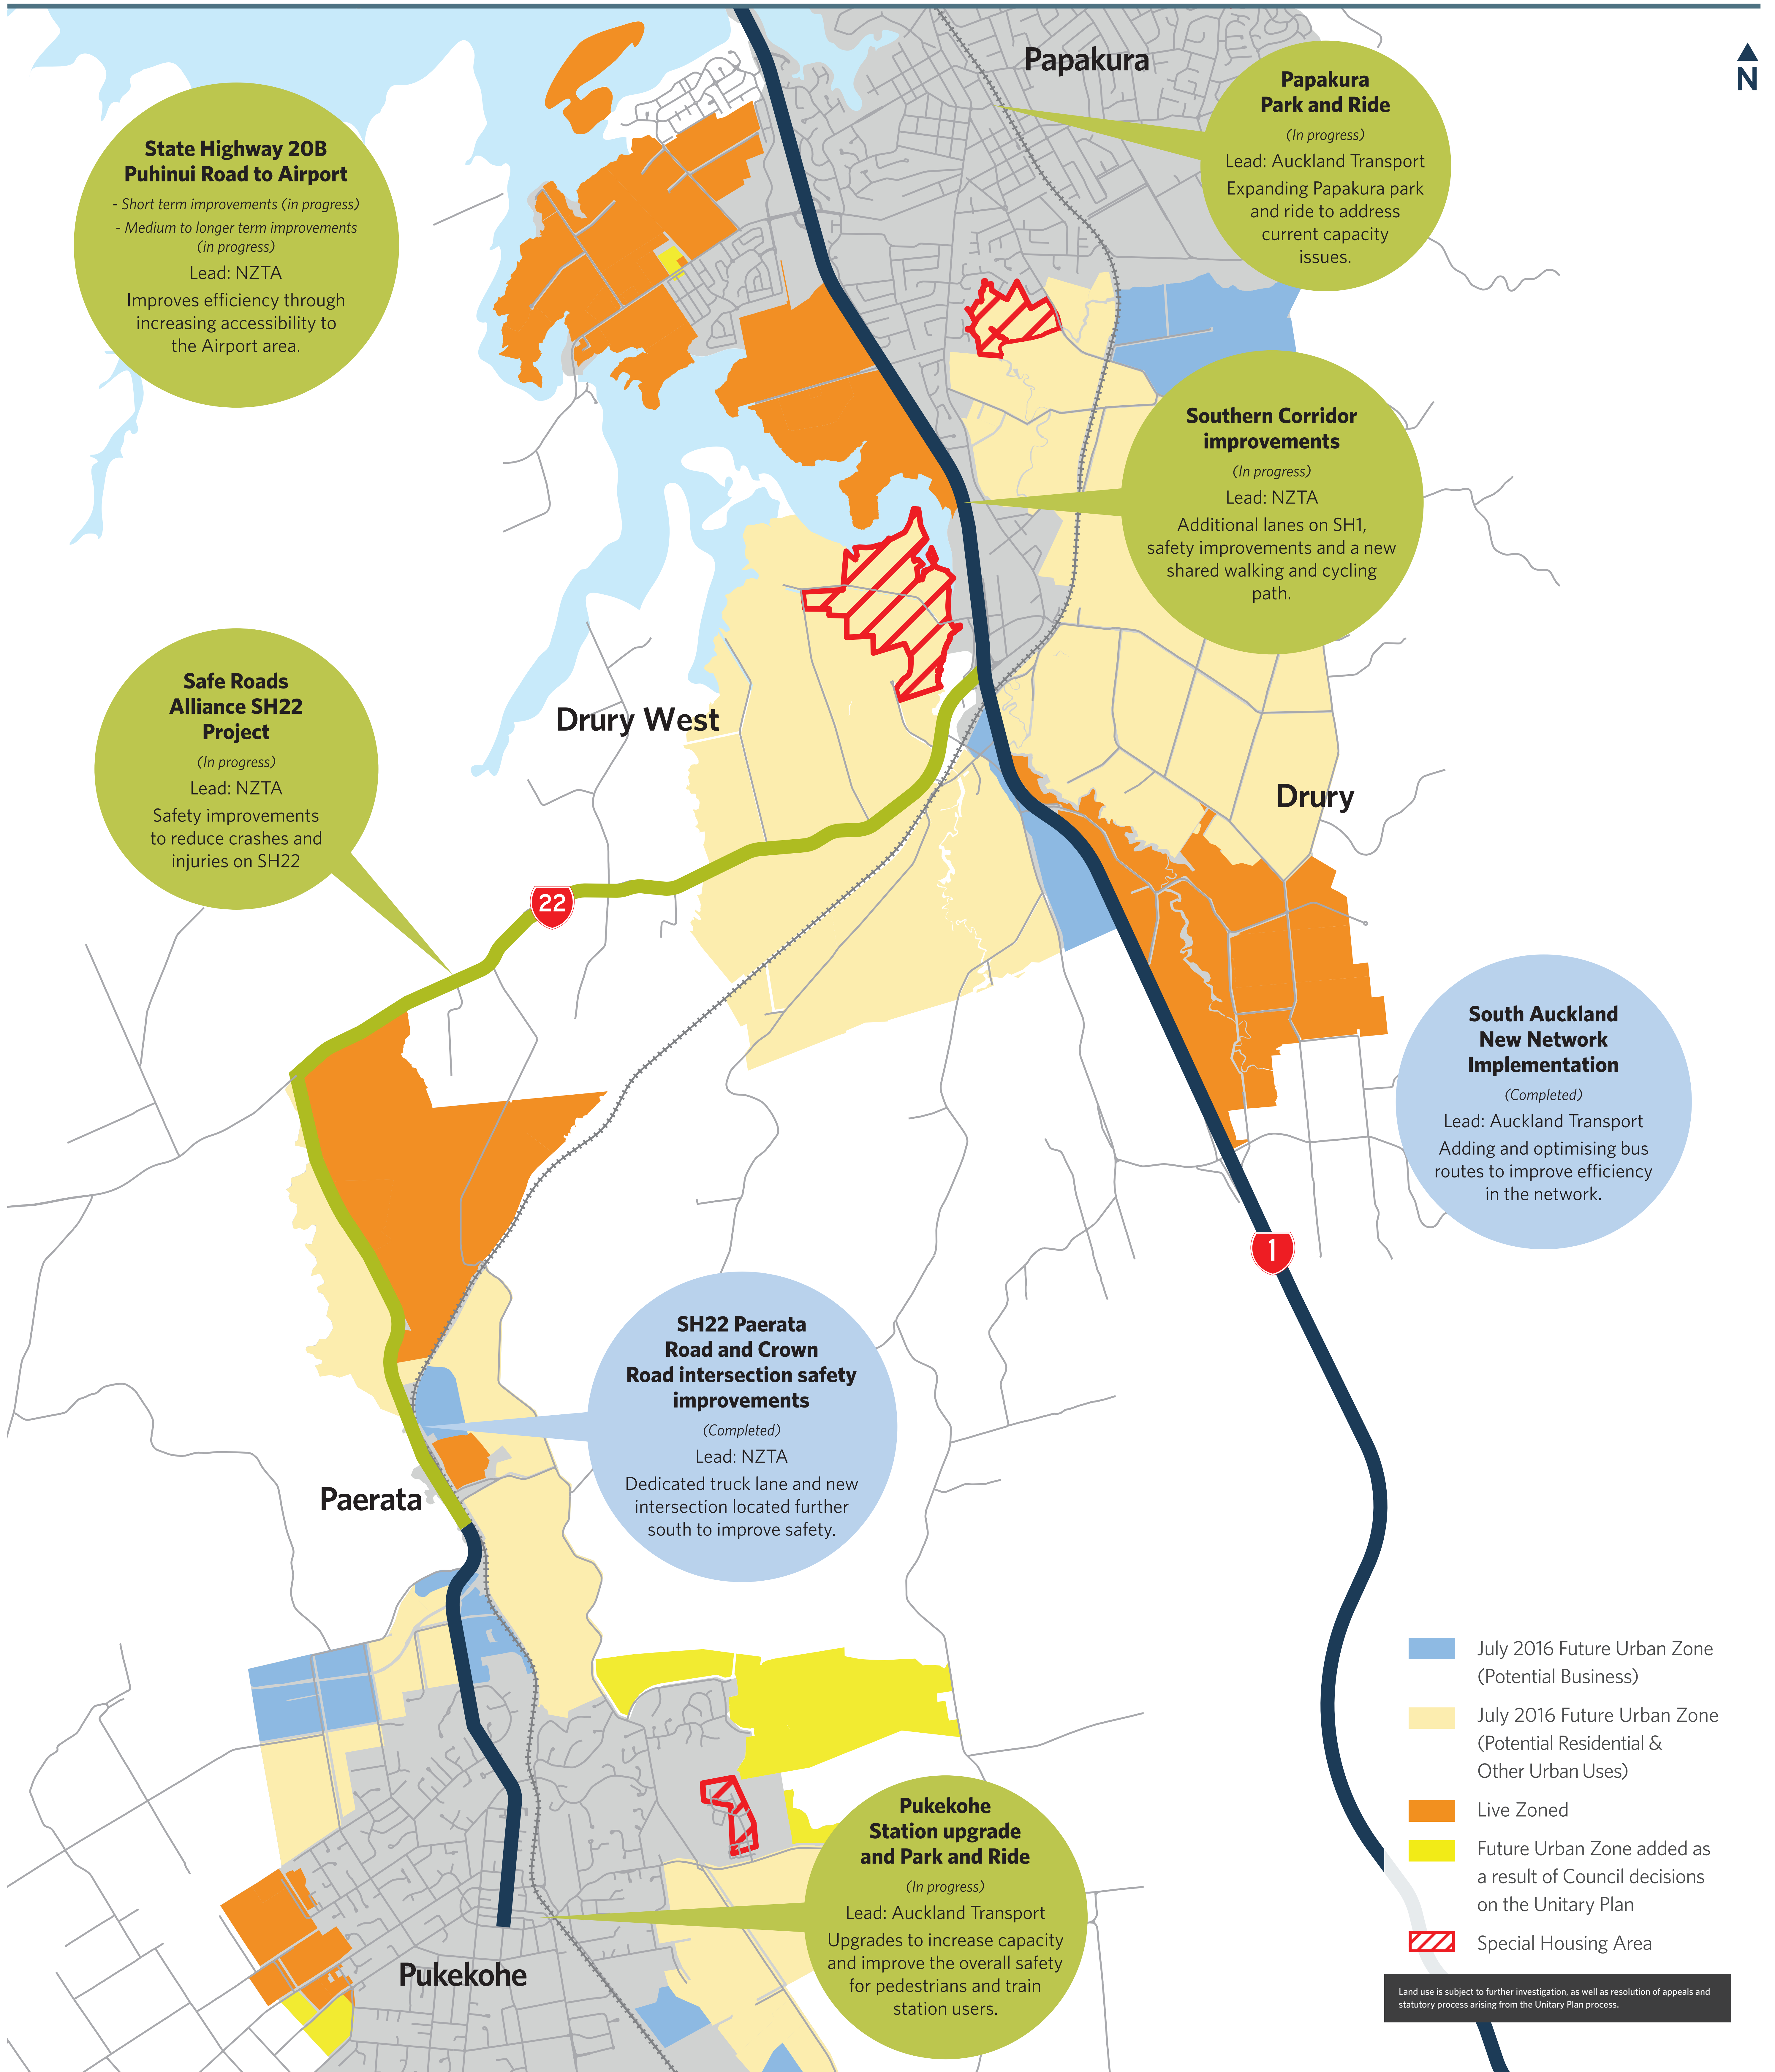 Papakura
N
Papakura
Park and Ride
(In progress)
Lead: Auckland Transport
Expanding Papakura park
and ride to address
current capacity
issues.
State Highway 20B
Puhinui Road to Airport
- Short term improvements (in progress)
- Medium to longer term improvements
(in progress)
Lead: NZTA
Improves efficiency through
increasing accessibility to
the Airport area.
Southern Corridor
improvements
(In progress)
Lead: NZTA
Additional lanes on SH1,
safety improvements and a new
shared walking and cycling
path.
Safe Roads
Alliance SH22
Project
(In progress)
Lead: NZTA
Safety improvements
to reduce crashes and
injuries on SH22
Drury West
Drury
22
South Auckland
New Network
Implementation
(Completed)
Lead: Auckland Transport
Adding and optimising bus
routes to improve efficiency
in the network.
1
SH22 Paerata
Road and Crown
Road intersection safety
improvements
(Completed)
Lead: NZTA
Dedicated truck lane and new
intersection located further
south to improve safety.
Paerata
Pukekohe
Station upgrade
and Park and Ride
(In progress)
Lead: Auckland Transport
Upgrades to increase capacity
and improve the overall safety
for pedestrians and train
station users.
Pukekohe
July 2016 Future Urban Zone
(Potential Business)
July 2016 Future Urban Zone
(Potential Residential &
Other Urban Uses)
Live Zoned
Future Urban Zone added as
a result of Council decisions
on the Unitary Plan
Special Housing Area
Land use is subject to further investigation, as well as resolution of appeals and
statutory process arising from the Unitary Plan process.